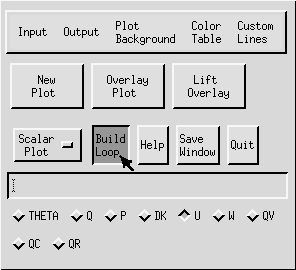 Input Output Plot Background Color Table Custom Lines
New Plot Overlay Plot Lift Overlay
Scalar Plot Build Loop Help Save Window Quit
THETA Q P DK U W QV
QC QR